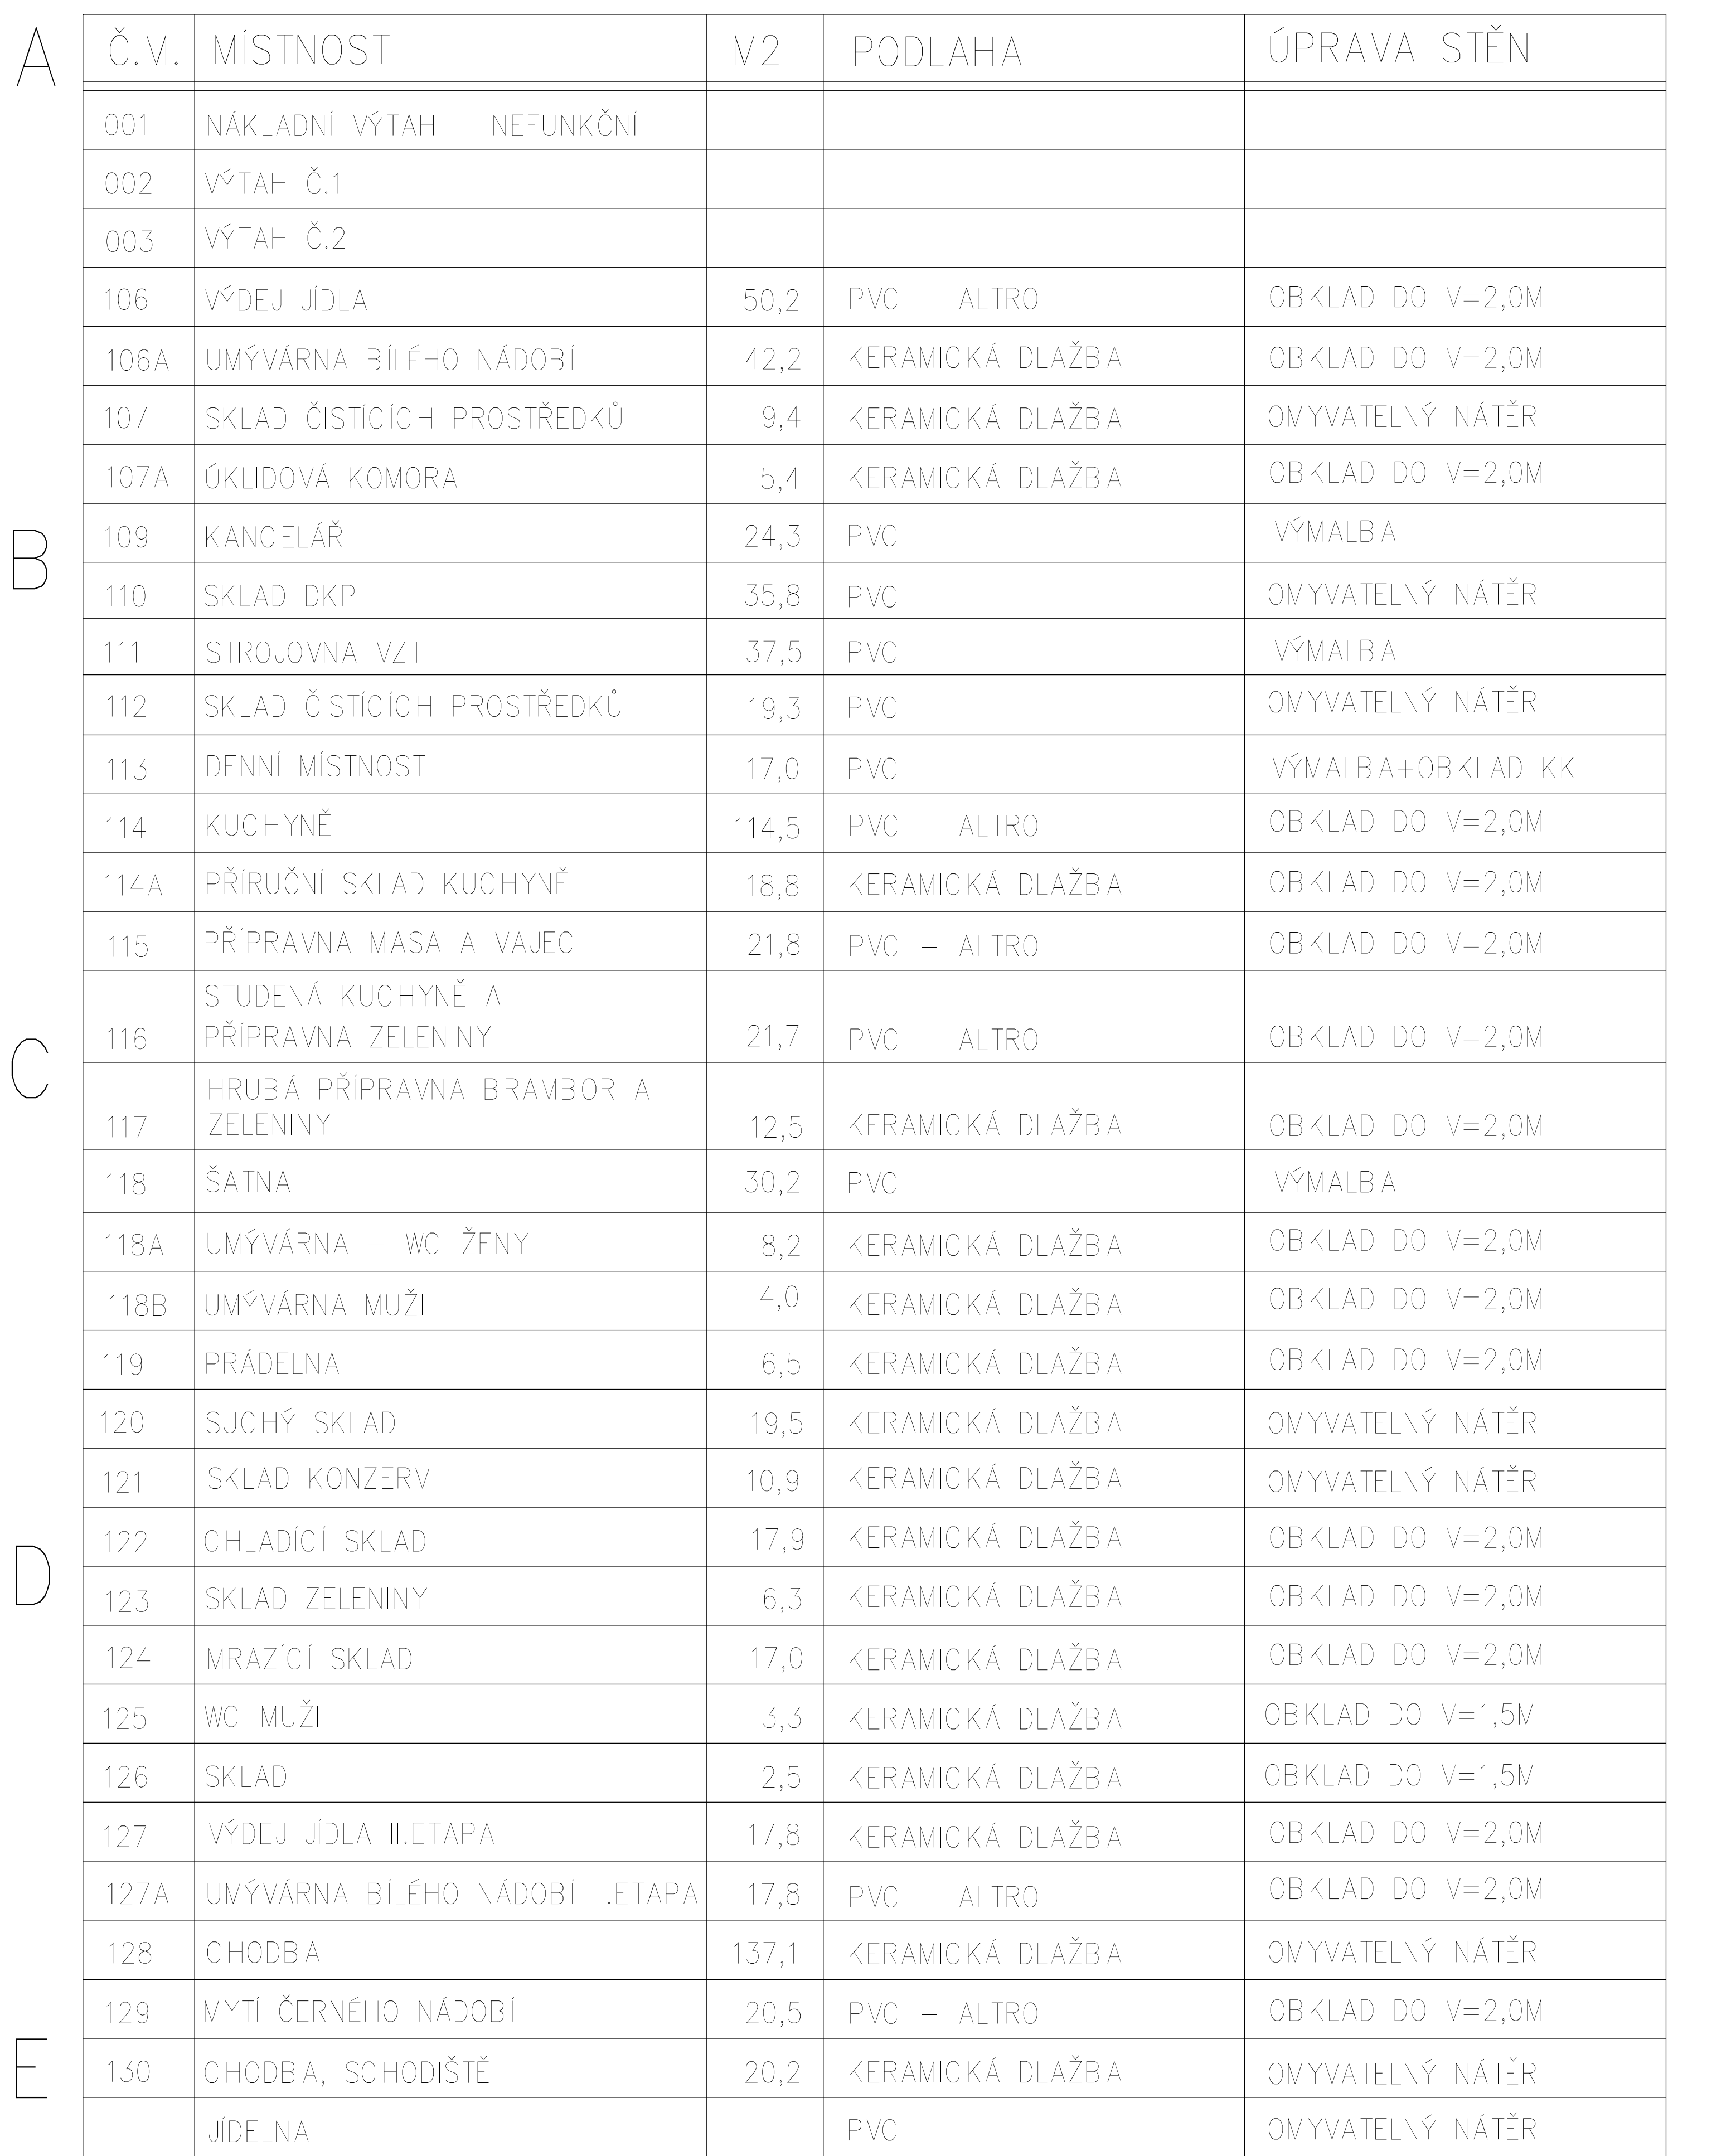 A
Č.M. MÍSTNOST M2 PODLAHA ÚPRAVA STĚN
001 NÁKLADNÍ VÝTAH – NEFUNKČNÍ
002 VÝTAH Č.1
003 VÝTAH Č.2
106 VÝDEJ JÍDLA 50,2 PVC – ALTRO OBKLAD DO V=2,0M
106A UMÝVÁRNA BÍLÉHO NÁDOBÍ 42,2 KERAMICKÁ DLAŽBA OBKLAD DO V=2,0M
107 SKLAD ČISTÍCÍCH PROSTŘEDKŮ 9,4 KERAMICKÁ DLAŽBA OMYVATELNÝ NÁTĚR
107A ÚKLIDOVÁ KOMORA 5,4 KERAMICKÁ DLAŽBA OBKLAD DO V=2,0M
B
109 KANCELÁŘ 24,3 PVC VÝMALBA
110 SKLAD DKP 35,8 PVC OMYVATELNÝ NÁTĚR
111 STROJOVNA VZT 37,5 PVC VÝMALBA
112 SKLAD ČISTÍCÍCH PROSTŘEDKŮ 19,3 PVC OMYVATELNÝ NÁTĚR
113 DENNÍ MÍSTNOST 17,0 PVC VÝMALBA+OBKLAD KK
114 KUCHYNĚ 114,5 PVC – ALTRO OBKLAD DO V=2,0M
114A PŘÍRUČNÍ SKLAD KUCHYNĚ 18,8 KERAMICKÁ DLAŽBA OBKLAD DO V=2,0M
115 PŘÍPRAVNA MASA A VAJEC 21,8 PVC – ALTRO OBKLAD DO V=2,0M
STUDENÁ KUCHYNĚ A
116 PŘÍPRAVNA ZELENINY 21,7 PVC – ALTRO OBKLAD DO V=2,0M
C
HRUBÁ PŘÍPRAVNA BRAMBOR A
117 ZELENINY 12,5 KERAMICKÁ DLAŽBA OBKLAD DO V=2,0M
118 ŠATNA 30,2 PVC VÝMALBA
118A UMÝVÁRNA + WC ŽENY 8,2 KERAMICKÁ DLAŽBA OBKLAD DO V=2,0M
118B UMÝVÁRNA MUŽI 4,0 KERAMICKÁ DLAŽBA OBKLAD DO V=2,0M
119 PRÁDELNA 6,5 KERAMICKÁ DLAŽBA OBKLAD DO V=2,0M
120 SUCHÝ SKLAD 19,5 KERAMICKÁ DLAŽBA OMYVATELNÝ NÁTĚR
121 SKLAD KONZERV 10,9 KERAMICKÁ DLAŽBA OMYVATELNÝ NÁTĚR
122 CHLADÍCÍ SKLAD 17,9 KERAMICKÁ DLAŽBA OBKLAD DO V=2,0M
D
123 SKLAD ZELENINY 6,3 KERAMICKÁ DLAŽBA OBKLAD DO V=2,0M
124 MRAZÍCÍ SKLAD 17,0 KERAMICKÁ DLAŽBA OBKLAD DO V=2,0M
125 WC MUŽI 3,3 KERAMICKÁ DLAŽBA OBKLAD DO V=1,5M
126 SKLAD 2,5 KERAMICKÁ DLAŽBA OBKLAD DO V=1,5M
127 VÝDEJ JÍDLA II.ETAPA 17,8 KERAMICKÁ DLAŽBA OBKLAD DO V=2,0M
127A UMÝVÁRNA BÍLÉHO NÁDOBÍ II.ETAPA 17,8 PVC – ALTRO OBKLAD DO V=2,0M
128 CHODBA 137,1 KERAMICKÁ DLAŽBA OMYVATELNÝ NÁTĚR
129 MYTÍ ČERNÉHO NÁDOBÍ 20,5 PVC – ALTRO OBKLAD DO V=2,0M
E
130 CHODBA, SCHODIŠTĚ 20,2 KERAMICKÁ DLAŽBA OMYVATELNÝ NÁTĚR
JÍDELNA PVC OMYVATELNÝ NÁTĚR